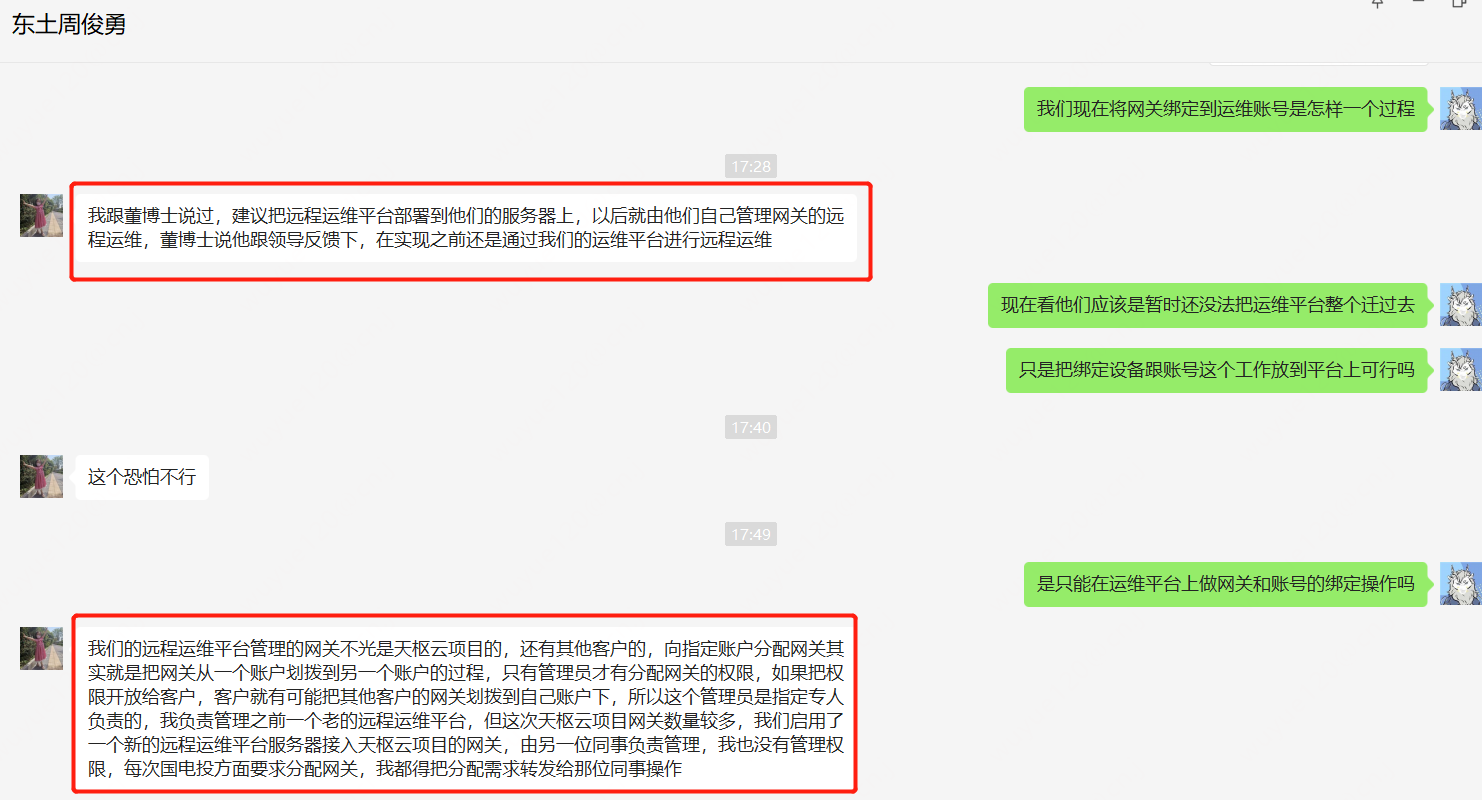 东土周俊勇
我们现在将网关绑定到运维账号是怎样一个过程
17:28
我跟董博士说过，建议把远程运维平台部署到他们的服务器上，以后就由他们自己管理网关的远
程运维，董博士说他跟领导反馈下，在实现之前还是通过我们的运维平台进行远程运维
现在看他们应该是暂时还没法把运维平台整个迁过去
只是把绑定设备跟账号这个工作放到平台上可行吗
17:40
这个恐怕不行
17:49
是只能在运维平台上做网关和账号的绑定操作吗
我们的远程运维平台管理的网关不光是天枢云项目的，还有其他客户的，向指定账户分配网关其
实就是把网关从一个账户划拨到另一个账户的过程，只有管理员才有分配网关的权限，如果把权
限开放给客户，客户就有可能把其他客户的网关划拨到自己账户下，所以这个管理员是指定专人
负责的，我负责管理之前一个老的远程运维平台，但这次天枢云项目网关数量较多，我们启用了
一个新的远程运维平台服务器接入天枢云项目的网关，由另一位同事负责管理，我也没有管理权
限，每次国电投方面要求分配网关，我都得把分配需求转发给那位同事操作